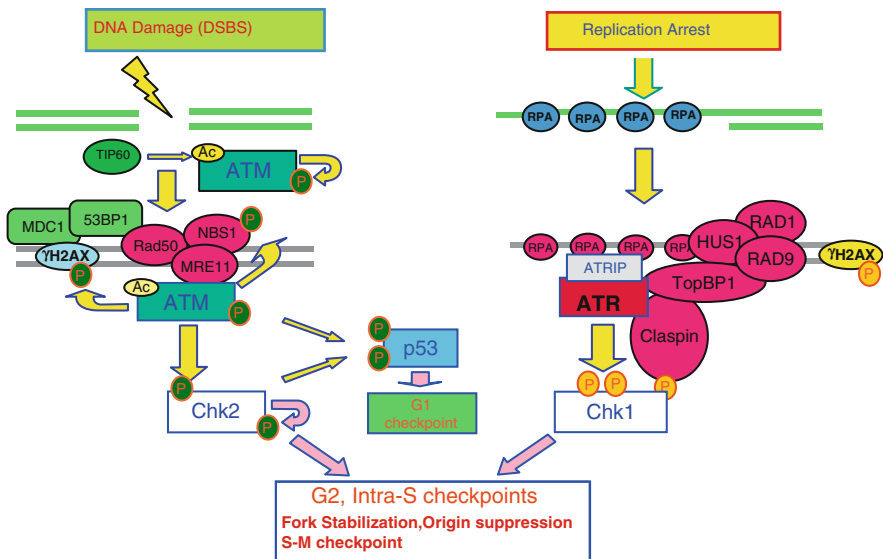 DNA Damage (DSBS)
Replication Arrest
RPA
RPA
RPA
RPA
TIP60
Ac
ATM
P
MDC1
53BP1
Rad50
NBS1
P
γH2AX
P
MRE11
Ac
ATM
P
P
P
p53
P
Chk2
P
G1
checkpoint
RPA
RPA
RPA
RPA
HUS1
RAD1
RAD9
γH2AX
P
ATRIP
ATR
TopBP1
Claspin
P
P
P
Chk1
G2, Intra-S checkpoints
Fork Stabilization,Origin suppression
S-M checkpoint